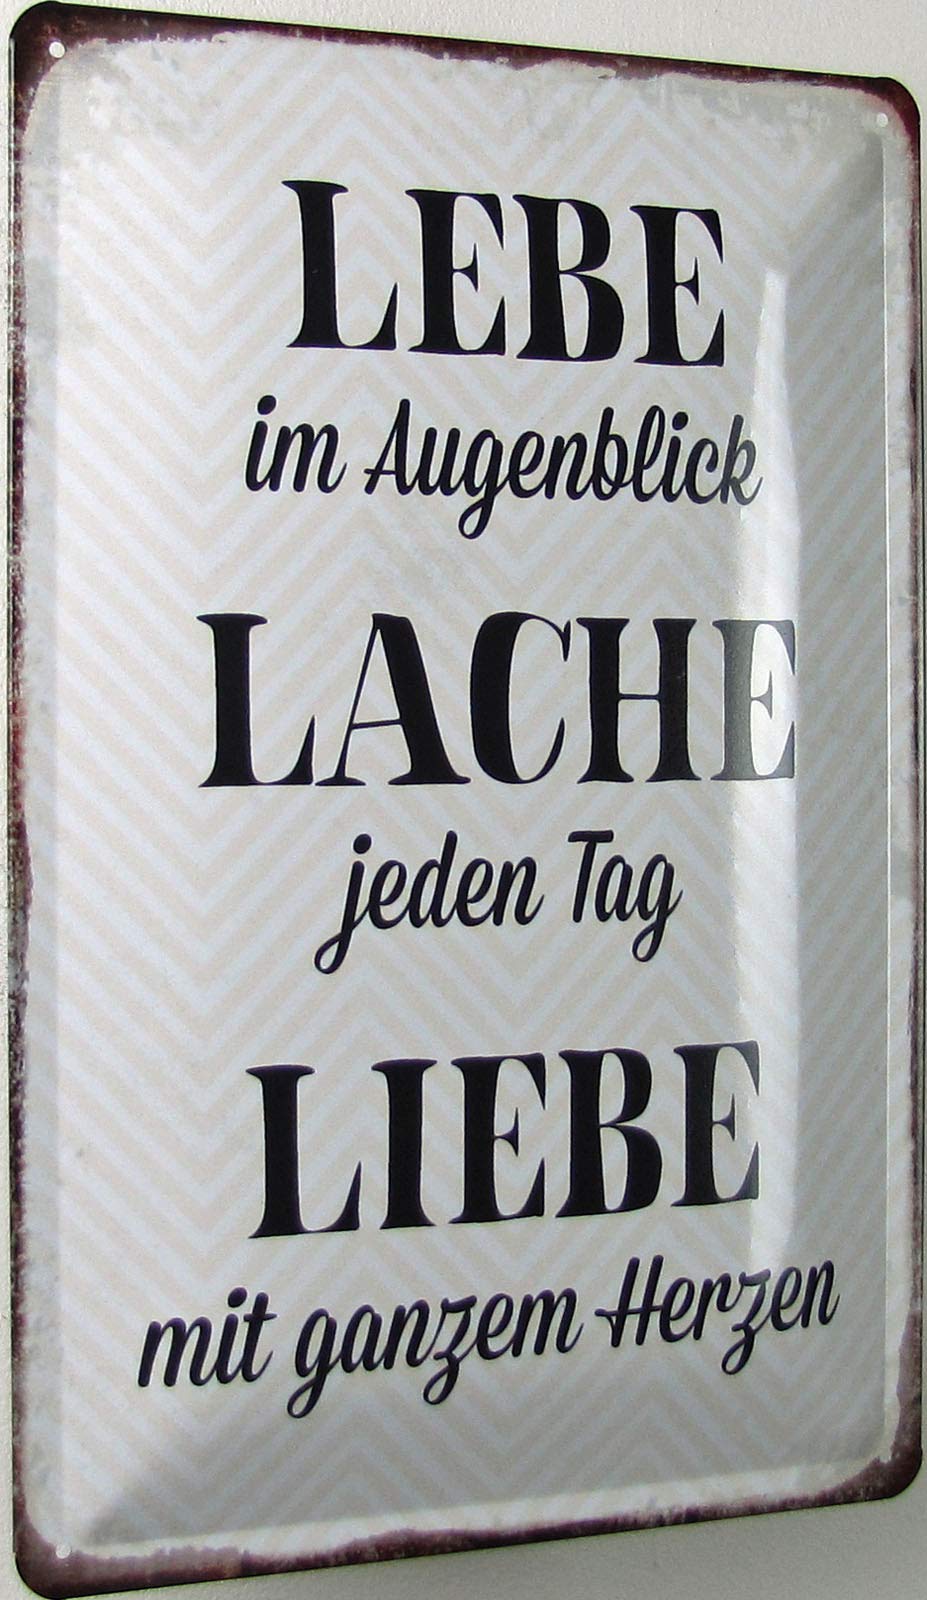 LEBE
im Augenblick
LACHE
jeden Tag
LIEBE
mit ganzem Herzen